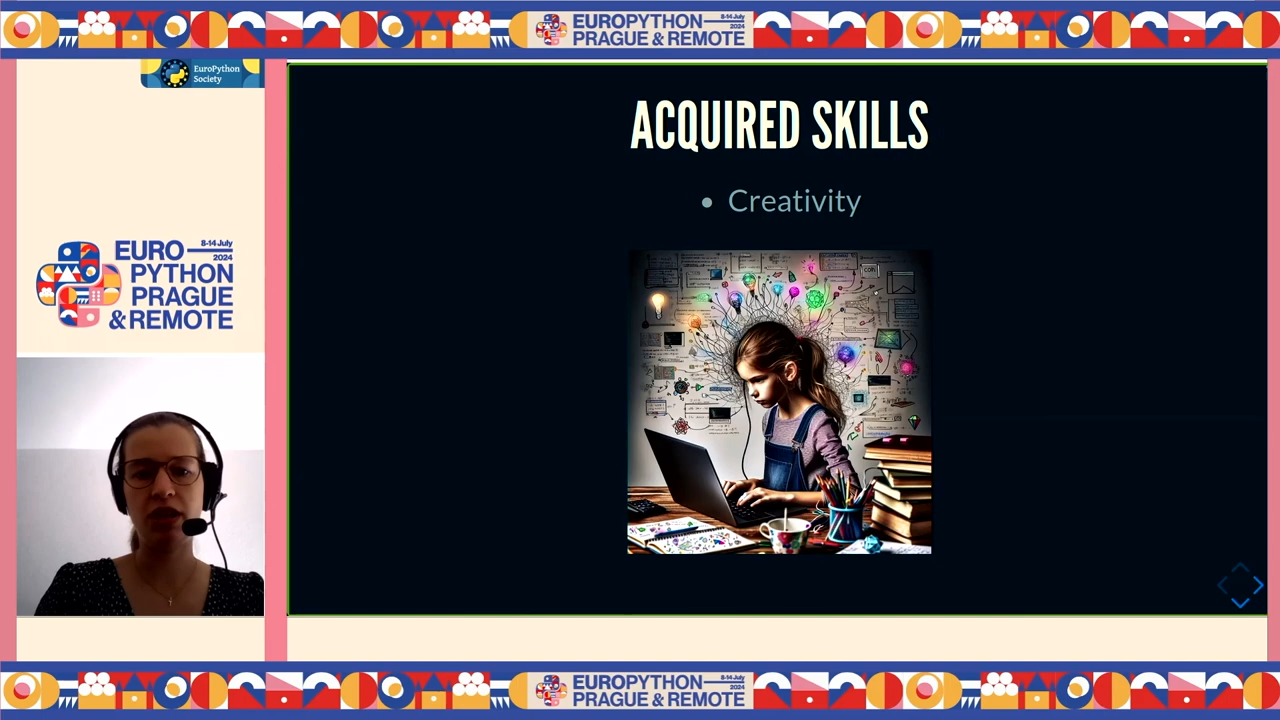 EUROPYTHON
8-14 July
2024
PRAGUE & REMOTE
EuroPython
Society
ACQUIRED SKILLS
• Creativity
EURO
8-14 July
2024
PYTHON
PRAGUE
& REMOTE
EUROPYTHON
8-14 July
2024
PRAGUE & REMOTE